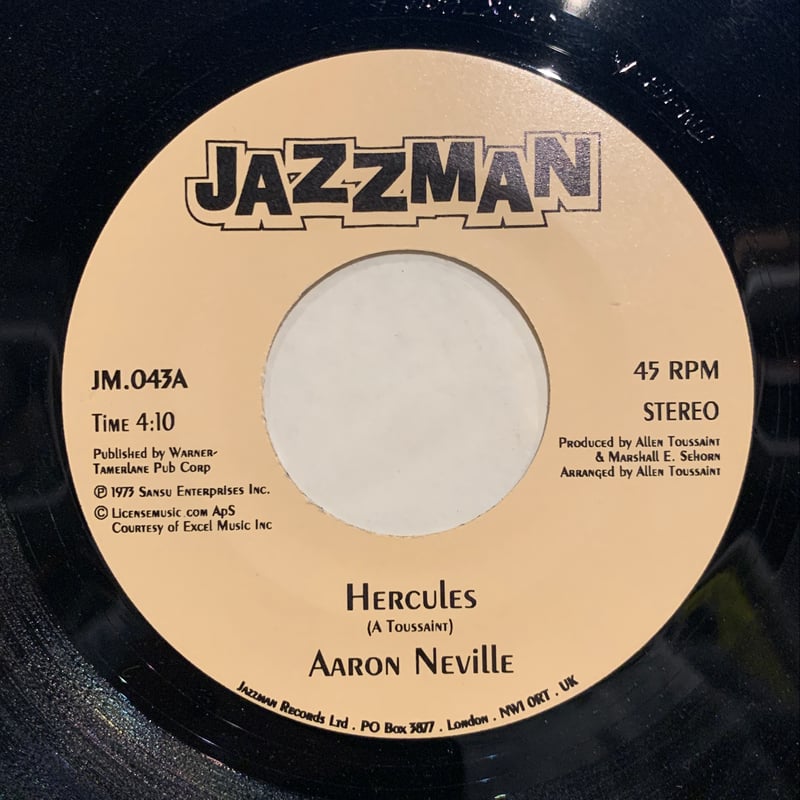 JAZZMAN
JM.043A
Time 4:10
Published by Warner-
Tamerlane Pub Corp
℗ 1973 Sansu Enterprises Inc.
© Licensemusic.com ApS
Courtesy of Excel Music Inc
45 RPM
STEREO
Produced by Allen Toussaint
& Marshall E. Sehorn
Arranged by Allen Toussaint
Hercules
(A Toussaint)
Aaron Neville
Jazzman Records Ltd . PO Box 3877 . London . NW1 0RT . UK